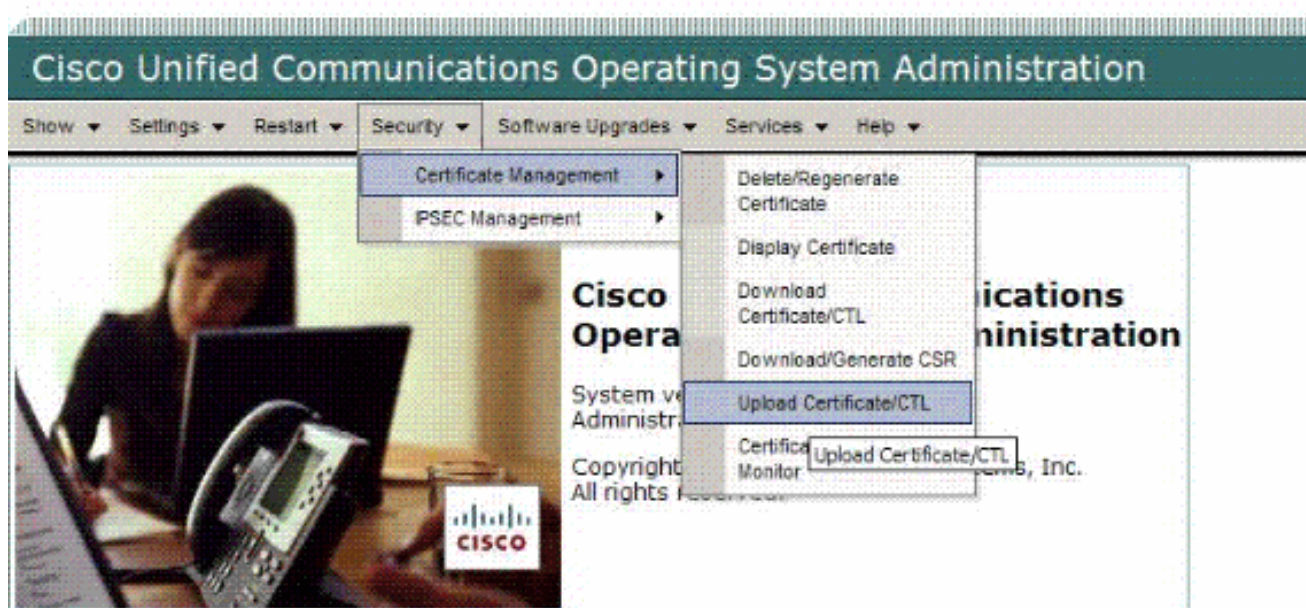 Cisco Unified Communications Operating System Administration
Show Settings Restart Security Software Upgrades Services Help
Certificate Management
IPSEC Management
Delete/Regenerate
Certificate
Display Certificate
Download
Certificate/CTL
Download/Generate CSR
Upload Certificate/CTL
Monitor
Upload Certificate/CTL
Cisco
Opera
ications
ninistration
System ve
Administr
Copyright
, Inc.
All rights
CISCO